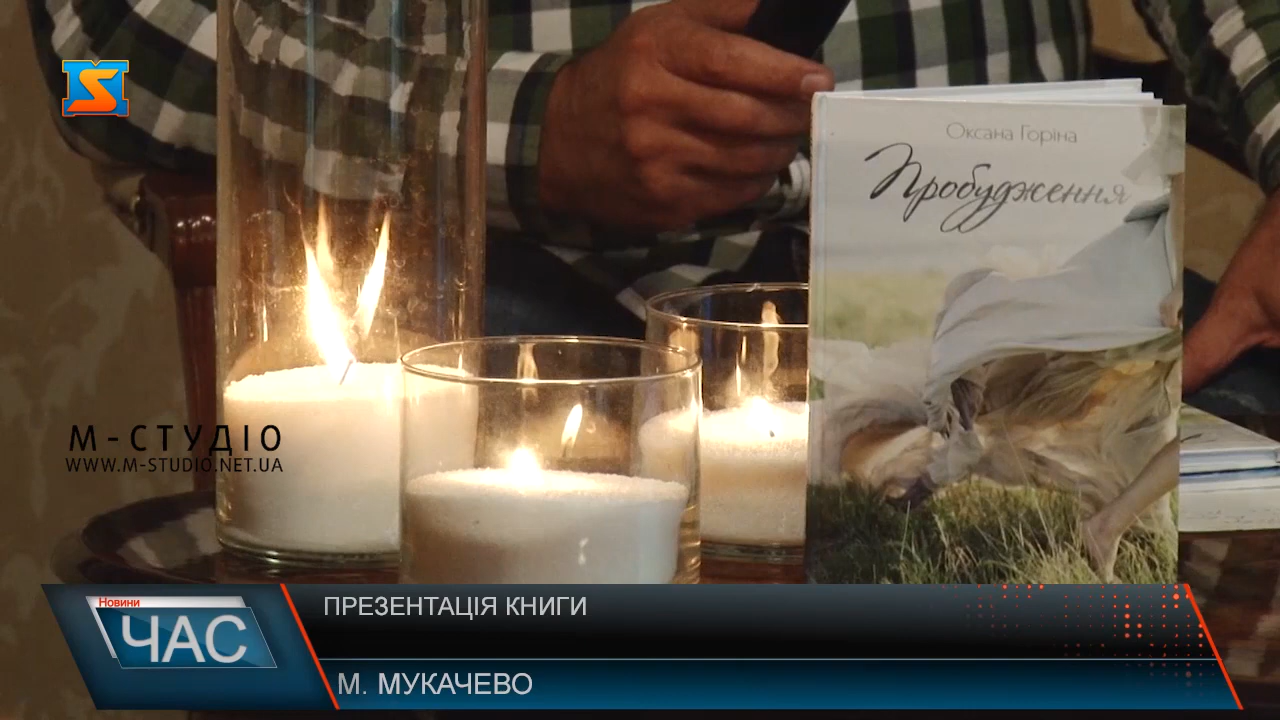 Оксана Горіна
Пробудження
М-СТУДІО
WWW.M-STUDIO.NET.UA
Новини
ЧАС
ПРЕЗЕНТАЦІЯ КНИГИ
М. МУКАЧЕВО